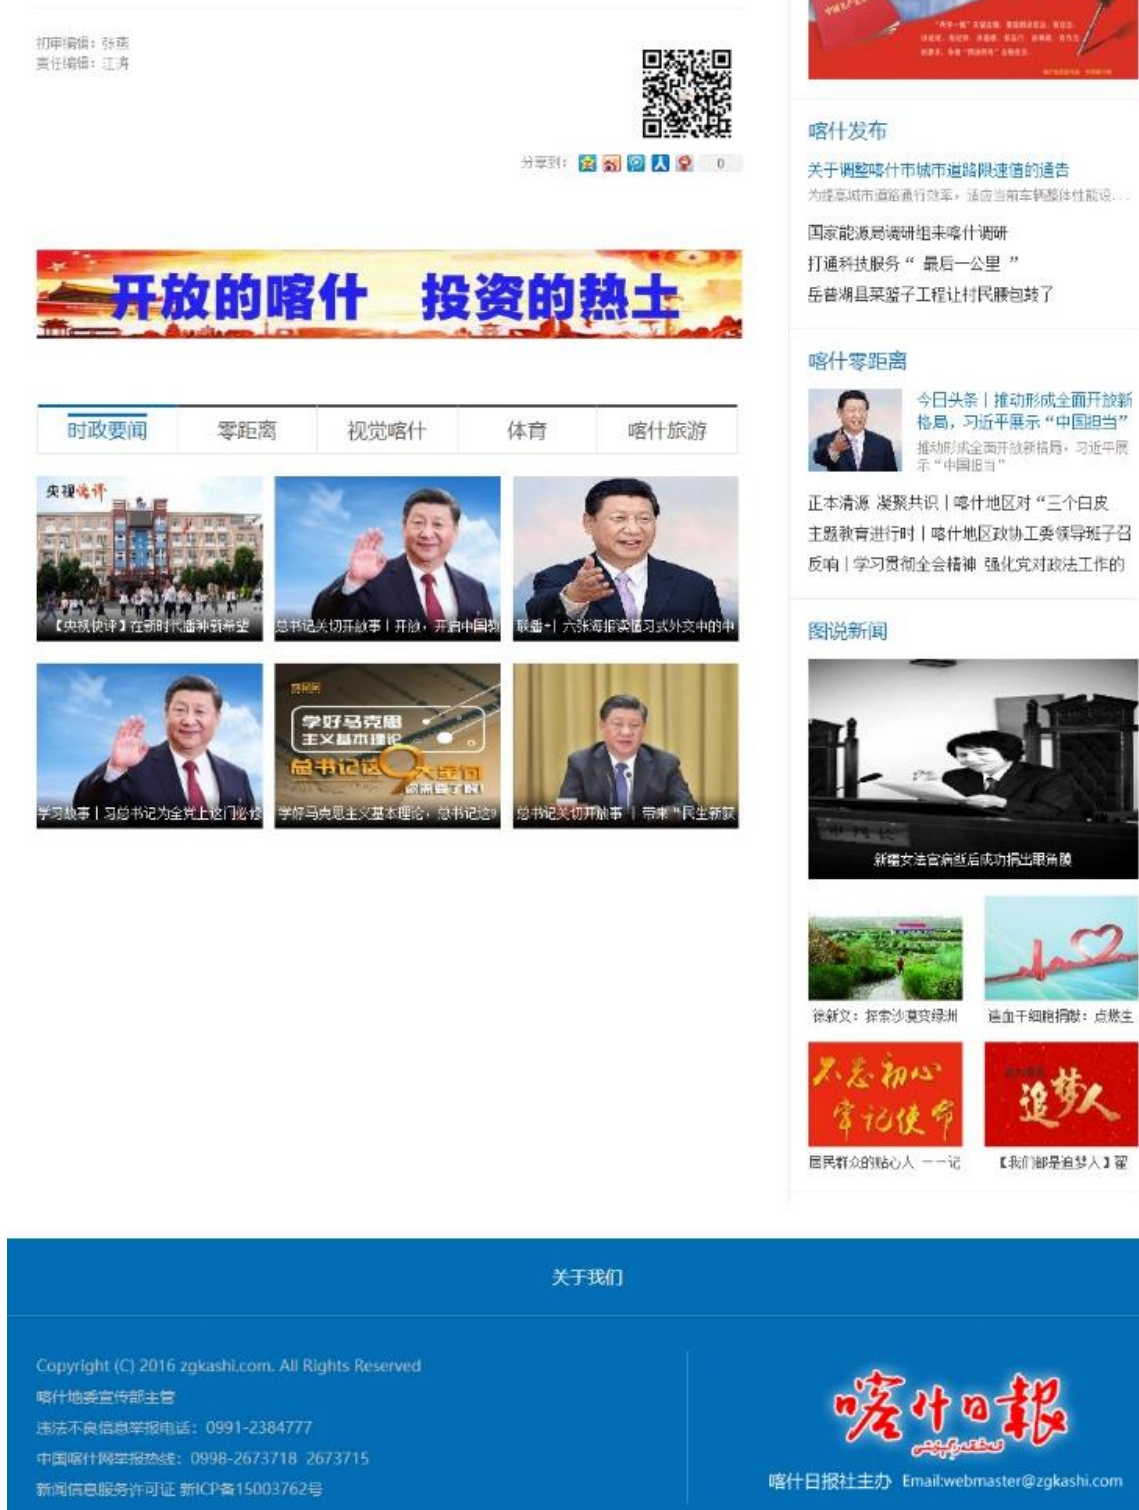 初审编辑：张燕
责任编辑：江涛
分享到：
0
开放的喀什 投资的热土
时政要闻
零距离
视觉喀什
体育
喀什旅游
央视快评
【央视快评】在新时代播种新希望
总书记关切开放事丨开放，开启中国
联播+丨六张海报读懂习式外交中的中
学习故事丨习总书记为全党上这门必修
学好马克思
主义基本理论
总书记这9大金句
您需要了解!
学好马克思主义基本理论，总书记这9
总书记关切开放事丨带来“民生新获
中国共产党
喀什发布
关于调整喀什市城市道路限速值的通告
为提高城市道路通行效率，适应当前车辆整体性能设...
国家能源局调研组来喀什调研
打通科技服务“ 最后一公里 ”
岳普湖县菜篮子工程让村民腰包鼓了
喀什零距离
今日头条丨推动形成全面开放新
格局，习近平展示“中国担当”
推动形成全面开放新格局，习近平展
示“中国担当”
正本清源 凝聚共识丨喀什地区对“三个白皮
主题教育进行时丨喀什地区政协工委领导班子召
反响丨学习贯彻全会精神 强化党对政法工作的
图说新闻
新疆女法官病逝后成功捐出眼角膜
徐新文：探索沙漠变绿洲
造血干细胞捐献：点燃生
不忘初心
牢记使命
追梦人
居民群众的贴心人 ——记
【我们都是追梦人】翟
关于我们
Copyright (C) 2016 zgkashi.com. All Rights Reserved
喀什地委宣传部主管
违法不良信息举报电话：0991-2384777
中国喀什网举报热线：0998-2673718 2673715
新闻信息服务许可证 新ICP备15003762号
喀什日報
قەشقەر گېزىتى
喀什日报社主办 Email:webmaster@zgkashi.com